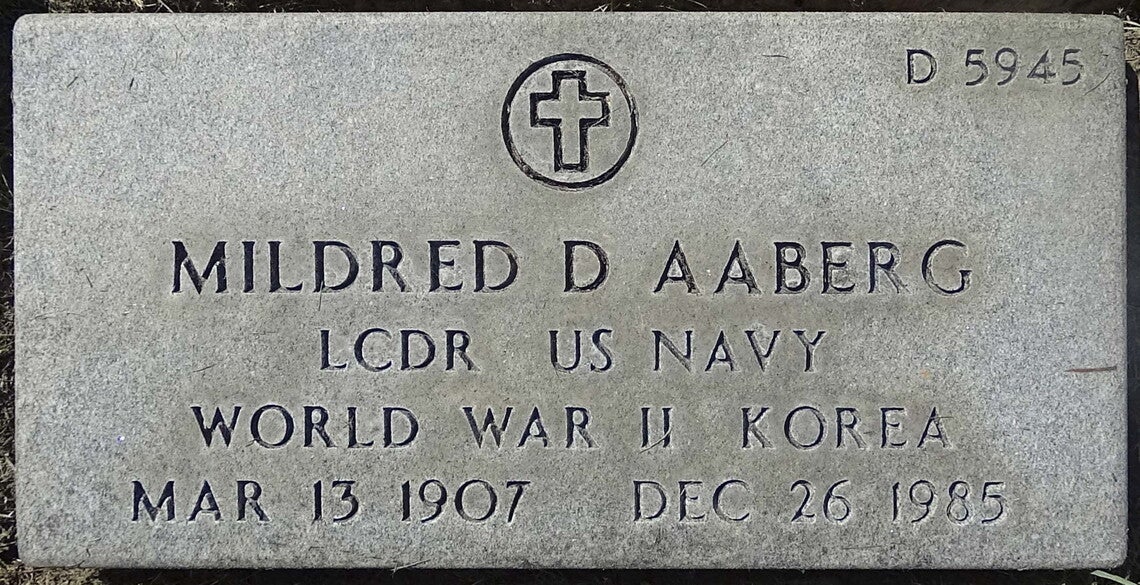 D 5945
MILDRED D AABERG
LCDR US NAVY
WORLD WAR II KOREA
MAR 13 1907 DEC 26 1985